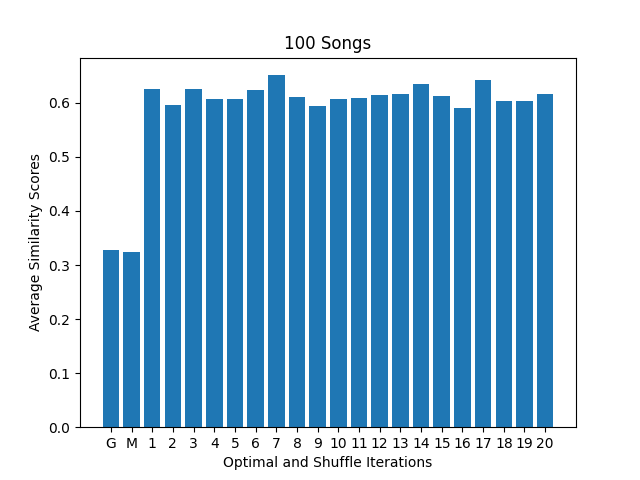 100 Songs
Average Similarity Scores
0.6
0.5
0.4
0.3
0.2
0.1
0.0
G M 1 2 3 4 5 6 7 8 9 10 11 12 13 14 15 16 17 18 19 20
Optimal and Shuffle Iterations